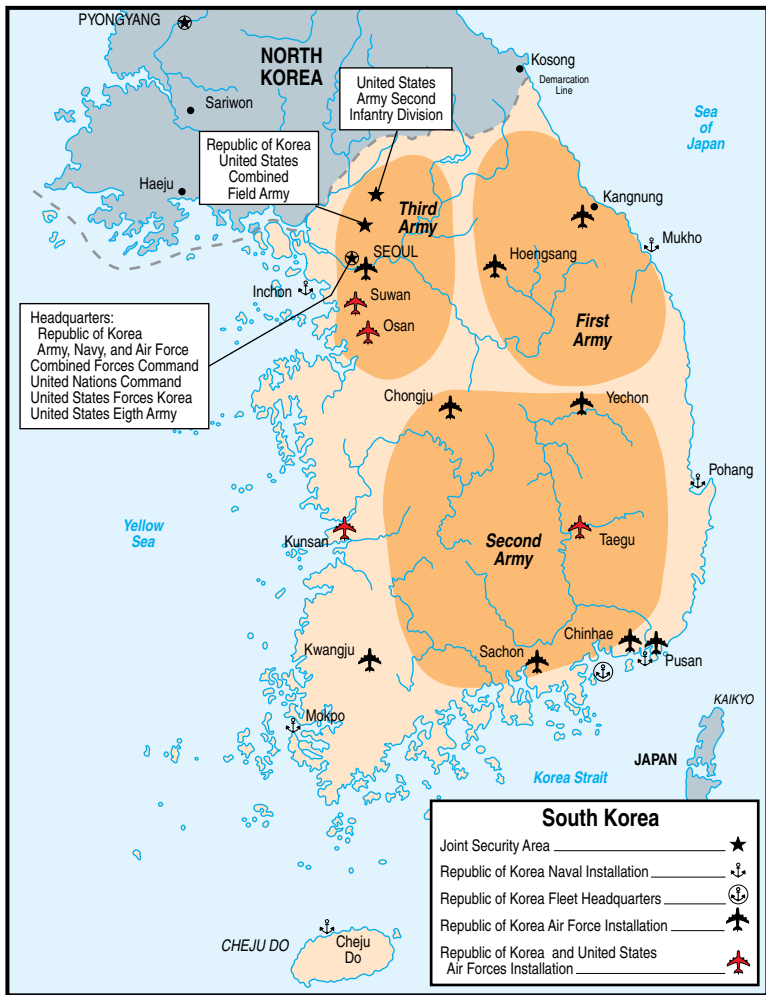 PYONGYANG
NORTH
KOREA
Kosong
Demarcation
Line
United States
Army Second
Infantry Division
Sariwon
Sea
of
Japan
Republic of Korea
United States
Combined
Field Army
Haeju
Third
Army
Kangnung
Mukho
SEOUL
Hoengsang
Inchon
Suwan
Osan
First
Army
Headquarters:
Republic of Korea
Army, Navy, and Air Force
Combined Forces Command
United Nations Command
United States Forces Korea
United States Eigth Army
Chongju
Yechon
Pohang
Yellow
Sea
Kunsan
Second
Army
Taegu
Chinhae
Kwangju
Sachon
Pusan
Mokpo
KAIKYO
JAPAN
Korea Strait
South Korea
Joint Security Area
Republic of Korea Naval Installation
Republic of Korea Fleet Headquarters
Republic of Korea Air Force Installation
Republic of Korea and United States
Air Forces Installation
CHEJU DO
Cheju
Do